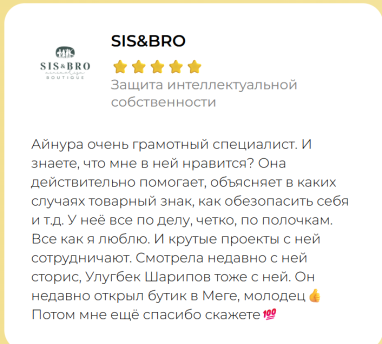 SIS&BRO
SIS&BRO
BOUTIQUE
Защита интеллектуальной
собственности
Айнура очень грамотный специалист. И
знаете, что мне в ней нравится? Она
действительно помогает, объясняет в каких
случаях товарный знак, как обезопасить себя
и т.д. У неё все по делу, четко, по полочкам.
Все как я люблю. И крутые проекты с ней
сотрудничают. Смотрела недавно с ней
сторис, Улугбек Шарипов тоже с ней. Он
недавно открыл бутик в Меге, молодец👍
Потом мне ещё спасибо скажете💯